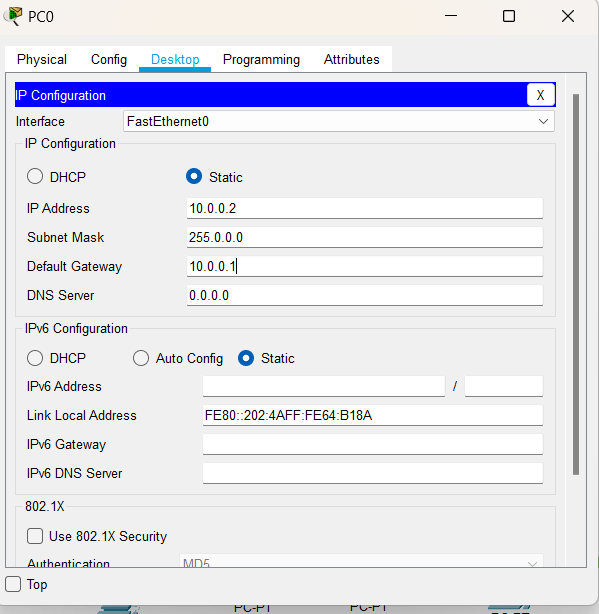 PC0
Physical Config Desktop Programming Attributes
IP Configuration X
Interface FastEthernet0
IP Configuration
DHCP Static
IP Address 10.0.0.2
Subnet Mask 255.0.0.0
Default Gateway 10.0.0.1
DNS Server 0.0.0.0
IPv6 Configuration
DHCP Auto Config Static
IPv6 Address /
Link Local Address FE80::202:4AFF:FE64:B18A
IPv6 Gateway
IPv6 DNS Server
802.1X
Use 802.1X Security
Authentication MD5
Top
PC-PT PC-PT